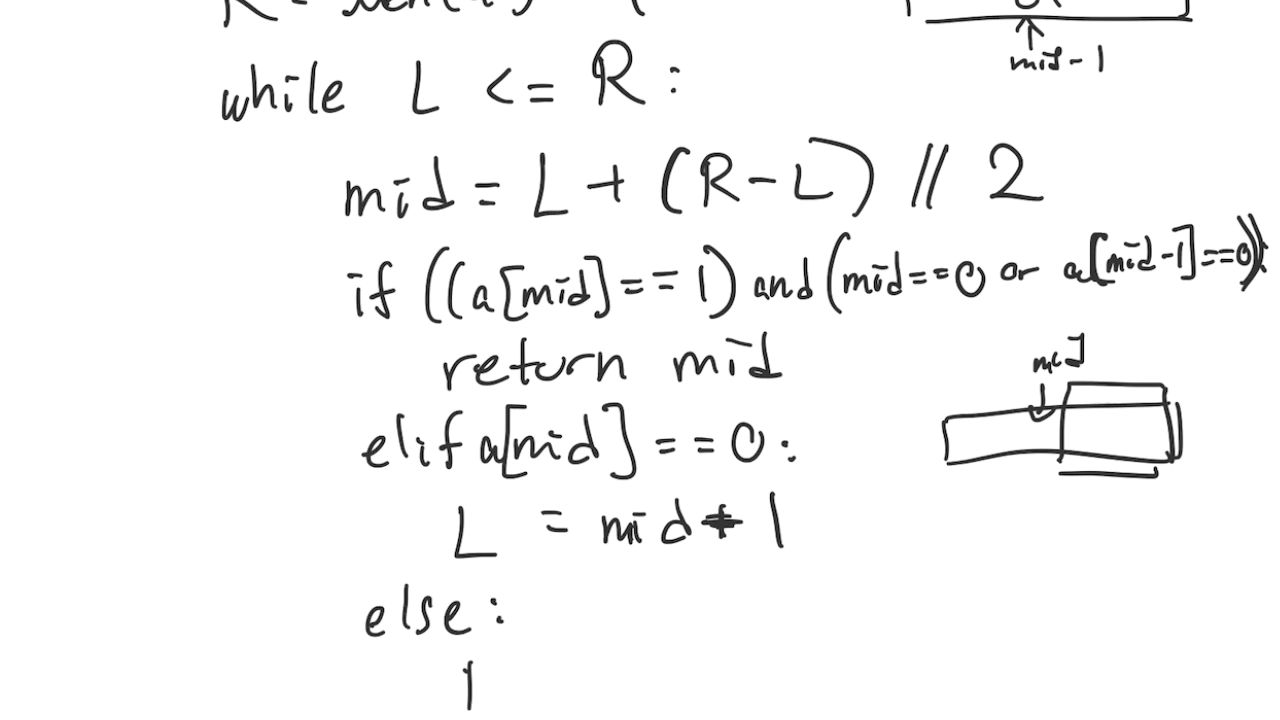 mid-1
while L <= R:
mid = L + (R-L) // 2
if ((a[mid]==1) and (mid==0 or a[mid-1]==0)):
return mid
mid
elif a[mid]==0:
L = mid+1
else: